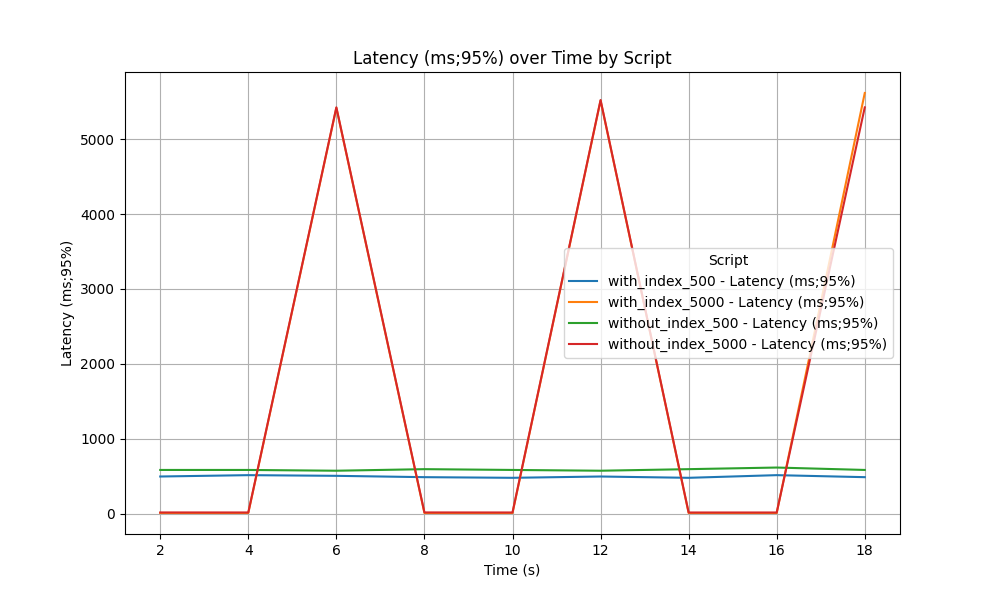 Latency (ms;95%) over Time by Script
Latency (ms;95%)
5000
4000
3000
2000
1000
0
Script
with_index_500 - Latency (ms;95%)
with_index_5000 - Latency (ms;95%)
without_index_500 - Latency (ms;95%)
without_index_5000 - Latency (ms;95%)
2 4 6 8 10 12 14 16 18
Time (s)